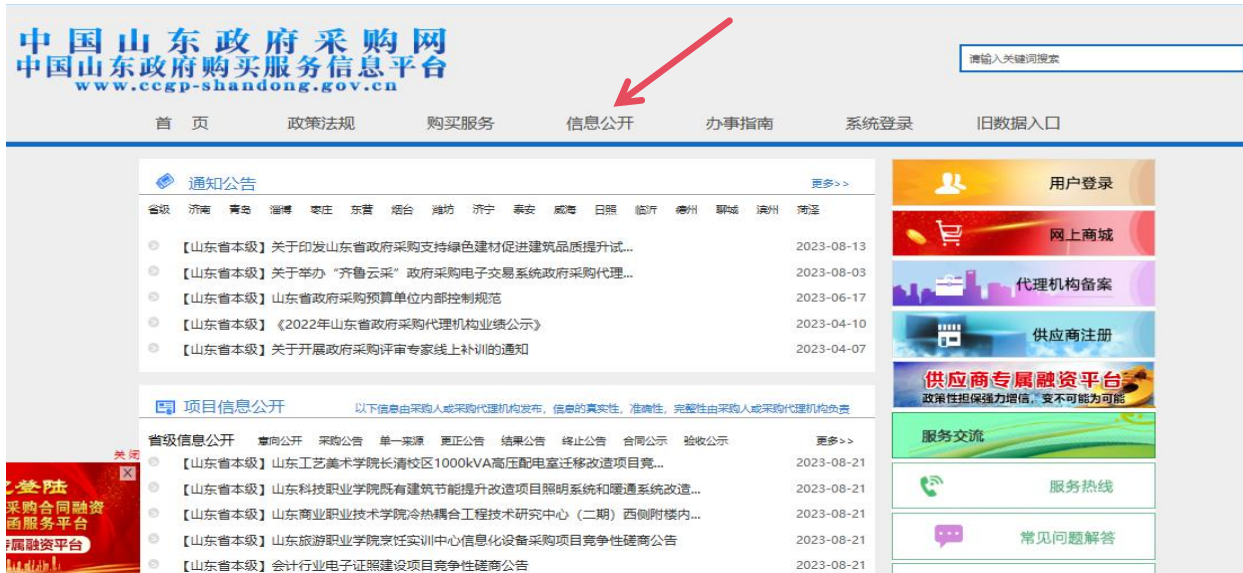 中国山东政府采购网
中国山东政府购买服务信息平台
www.ccgp-shandong.gov.cn
请输入关键词搜索
首 页 政策法规 购买服务 信息公开 办事指南 系统登录 旧数据入口
通知公告 更多>>
省级 济南 青岛 淄博 枣庄 东营 烟台 潍坊 济宁 泰安 威海 日照 临沂 德州 聊城 滨州 菏泽
【山东省本级】关于印发山东省政府采购支持绿色建材促进建筑品质提升试... 2023-08-13
【山东省本级】关于举办“齐鲁云采”政府采购电子交易系统政府采购代理... 2023-08-03
【山东省本级】山东省政府采购预算单位内部控制规范 2023-06-17
【山东省本级】《2022年山东省政府采购代理机构业绩公示》 2023-04-10
【山东省本级】关于开展政府采购评审专家线上补训的通知 2023-04-07
项目信息公开 以下信息由采购人或采购代理机构发布，信息的真实性，准确性，完整性由采购人或采购代理机构负责
省级信息公开 意向公开 采购公告 单一来源 更正公告 结果公告 终止公告 合同公示 验收公示 更多>>
【山东省本级】山东工艺美术学院长清校区1000kVA高压配电室迁移改造项目竞... 2023-08-21
【山东省本级】山东科技职业学院既有建筑节能提升改造项目照明系统和暖通系统改造... 2023-08-21
【山东省本级】山东商业职业技术学院冷热耦合工程技术研究中心（二期）西侧附楼内... 2023-08-21
【山东省本级】山东旅游职业学院烹饪实训中心信息化设备采购项目竞争性磋商公告 2023-08-21
【山东省本级】会计行业电子证照建设项目竞争性磋商公告 2023-08-21
用户登录
网上商城
代理机构备案
供应商注册
供应商专属融资平台
政策性担保强力增信，变不可能为可能
服务交流
服务热线
常见问题解答
关闭
登陆
采购合同融资
函服务平台
专属融资平台